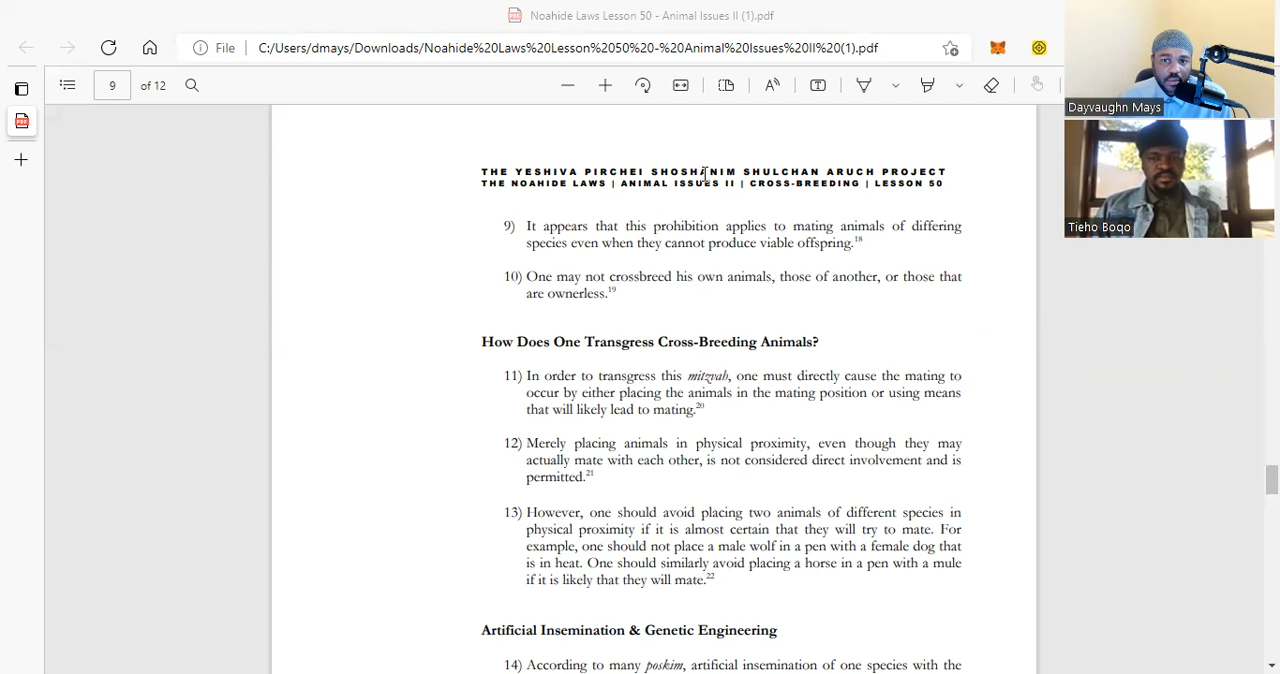 Noahide Laws Lesson 50 - Animal Issues II (1).pdf
File
C:/Users/dmays/Downloads/Noahide%20Laws%20Lesson%2050%20-%20Animal%20Issues%20II%20(1).pdf
9
of 12
THE YESHIVA PIRCHEI SHOSHANIM SHULCHAN ARUCH PROJECT
THE NOAHIDE LAWS | ANIMAL ISSUES II | CROSS-BREEDING | LESSON 50
9) It appears that this prohibition applies to mating animals of differing
species even when they cannot produce viable offspring.18
10) One may not crossbreed his own animals, those of another, or those that
are ownerless.19
How Does One Transgress Cross-Breeding Animals?
11) In order to transgress this mitzvah, one must directly cause the mating to
occur by either placing the animals in the mating position or using means
that will likely lead to mating.20
12) Merely placing animals in physical proximity, even though they may
actually mate with each other, is not considered direct involvement and is
permitted.21
13) However, one should avoid placing two animals of different species in
physical proximity if it is almost certain that they will try to mate. For
example, one should not place a male wolf in a pen with a female dog that
is in heat. One should similarly avoid placing a horse in a pen with a mule
if it is likely that they will mate.22
Artificial Insemination & Genetic Engineering
14) According to many poskim, artificial insemination of one species with the
Dayvaughn Mays
Tieho Boqo